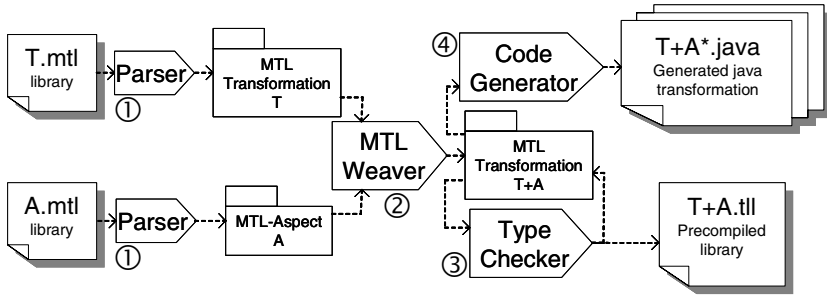 T.mtl
library
Parser
①
MTL
Transformation
T
A.mtl
library
Parser
①
MTL-Aspect
A
MTL
Weaver
②
④
Code
Generator
MTL
Transformation
T+A
③
Type
Checker
T+A*.java
Generated java
transformation
T+A.tll
Precompiled
library